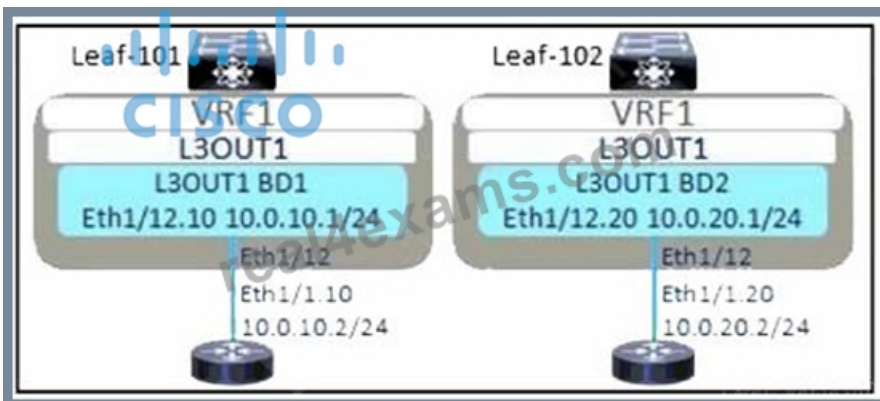 Leaf-101
Leaf-102
CISCO
VRF1
L3OUT1
L3OUT1 BD1
Eth1/12.10 10.0.10.1/24
Eth1/12
Eth1/1.10
10.0.10.2/24
VRF1
L3OUT1
L3OUT1 BD2
Eth1/12.20 10.0.20.1/24
Eth1/12
Eth1/1.20
10.0.20.2/24
real4exams.com